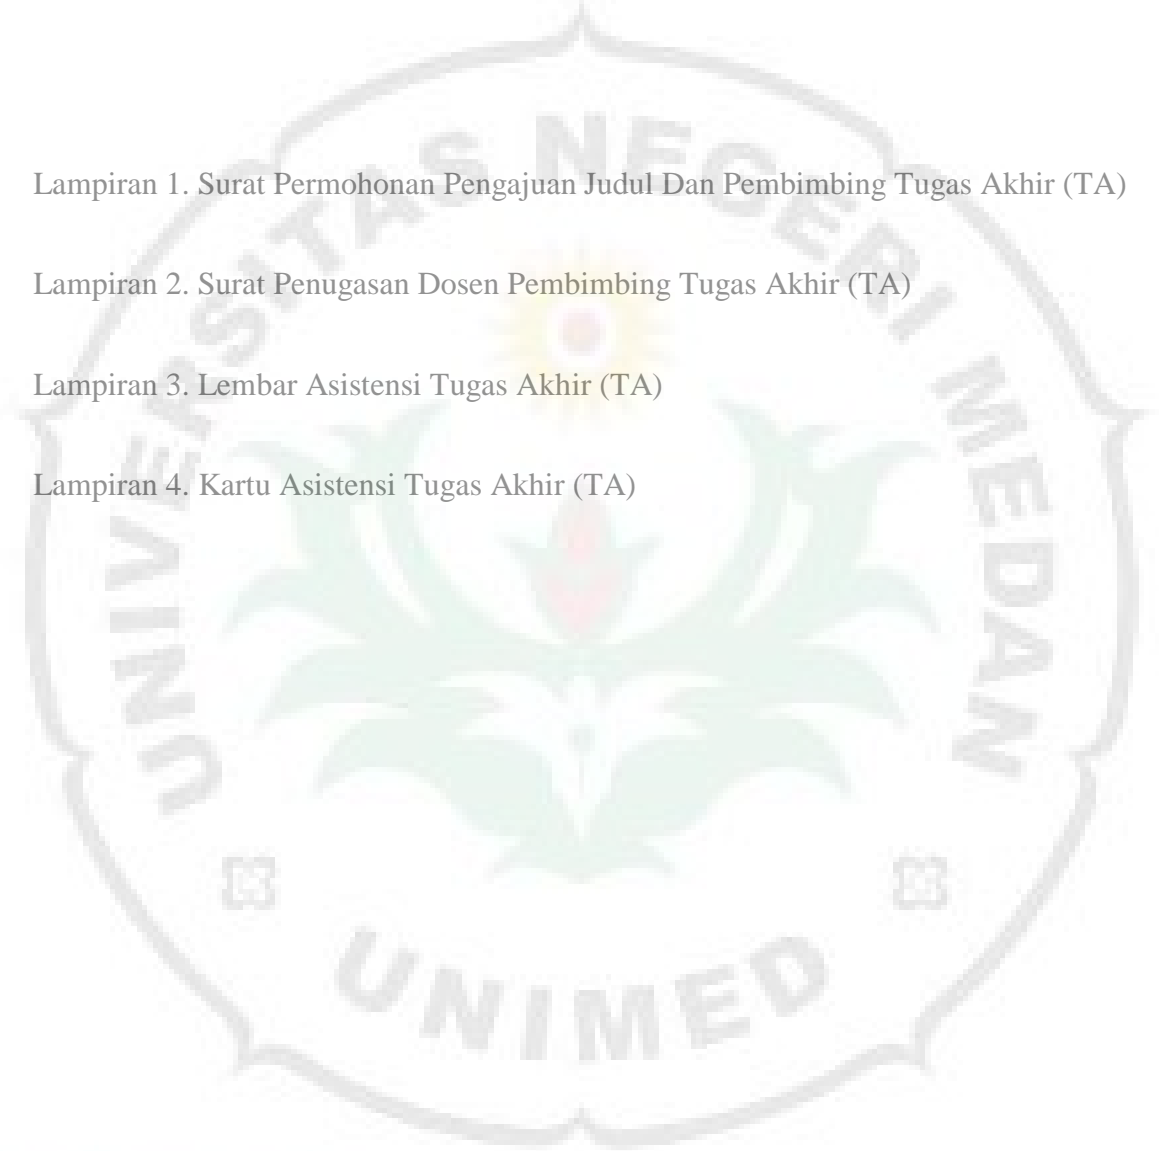 Lampiran 1. Surat Permohonan Pengajuan Judul Dan Pembimbing Tugas Akhir (TA)
Lampiran 2. Surat Penugasan Dosen Pembimbing Tugas Akhir (TA)
Lampiran 3. Lembar Asistensi Tugas Akhir (TA)
Lampiran 4. Kartu Asistensi Tugas Akhir (TA)
UNIVERSITAS NEGERI MEDAN
UNIMED